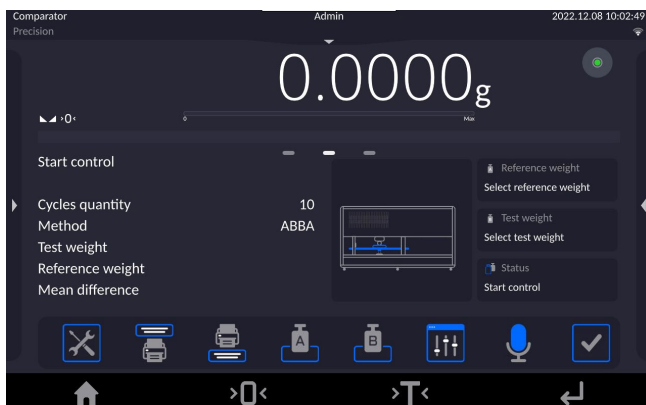 Comparator
Admin
2022.12.08 10:02:49
Precision
0.0000g
>0<
0
Max
Start control
Cycles quantity 10
Method ABBA
Test weight
Reference weight
Mean difference
Reference weight
Select reference weight
Test weight
Select test weight
Status
Start control
A
B
>0<
>T<